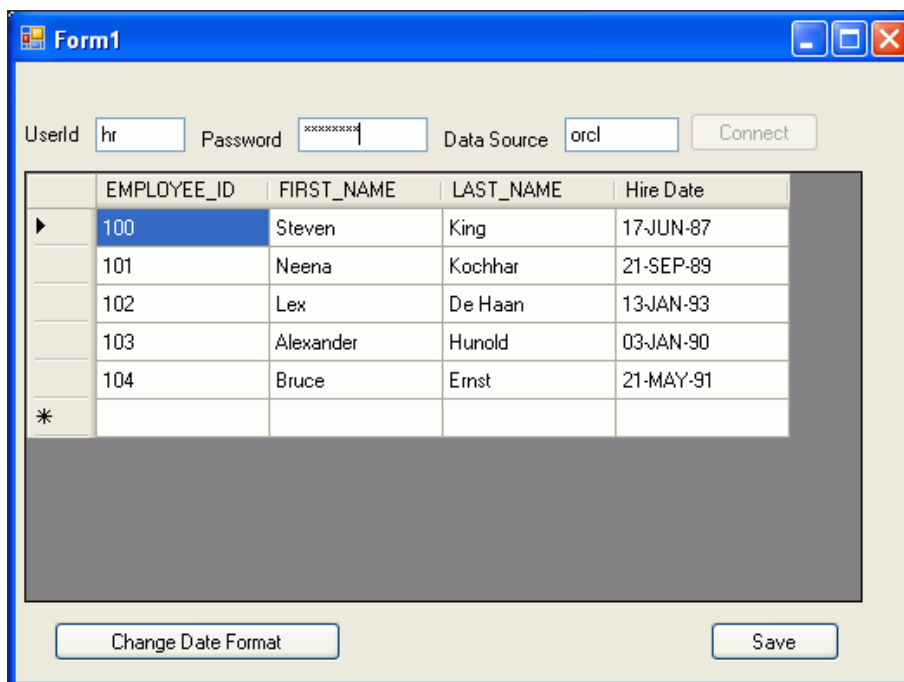 Form1
UserId hr Password ******** Data Source orcl Connect
EMPLOYEE_ID FIRST_NAME LAST_NAME Hire Date
100 Steven King 17-JUN-87
101 Neena Kochhar 21-SEP-89
102 Lex De Haan 13-JAN-93
103 Alexander Hunold 03-JAN-90
104 Bruce Ernst 21-MAY-91
Change Date Format Save